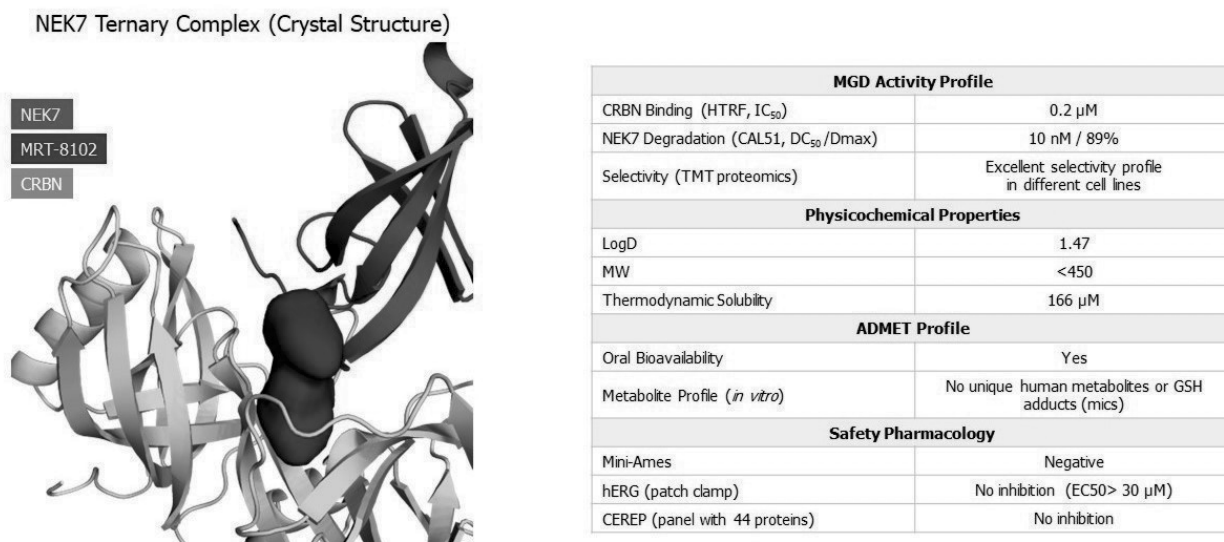 NEK7 Ternary Complex (Crystal Structure)
NEK7
MRT-8102
CRBN
MGD Activity Profile
CRBN Binding (HTRF, IC₅₀) 0.2 µM
NEK7 Degradation (CAL51, DC₅₀/Dmax) 10 nM / 89%
Selectivity (TMT proteomics) Excellent selectivity profile
in different cell lines
Physicochemical Properties
LogD 1.47
MW <450
Thermodynamic Solubility 166 µM
ADMET Profile
Oral Bioavailability Yes
Metabolite Profile (in vitro) No unique human metabolites or GSH
adducts (mics)
Safety Pharmacology
Mini-Ames Negative
hERG (patch clamp) No inhibition (EC50> 30 µM)
CEREP (panel with 44 proteins) No inhibition